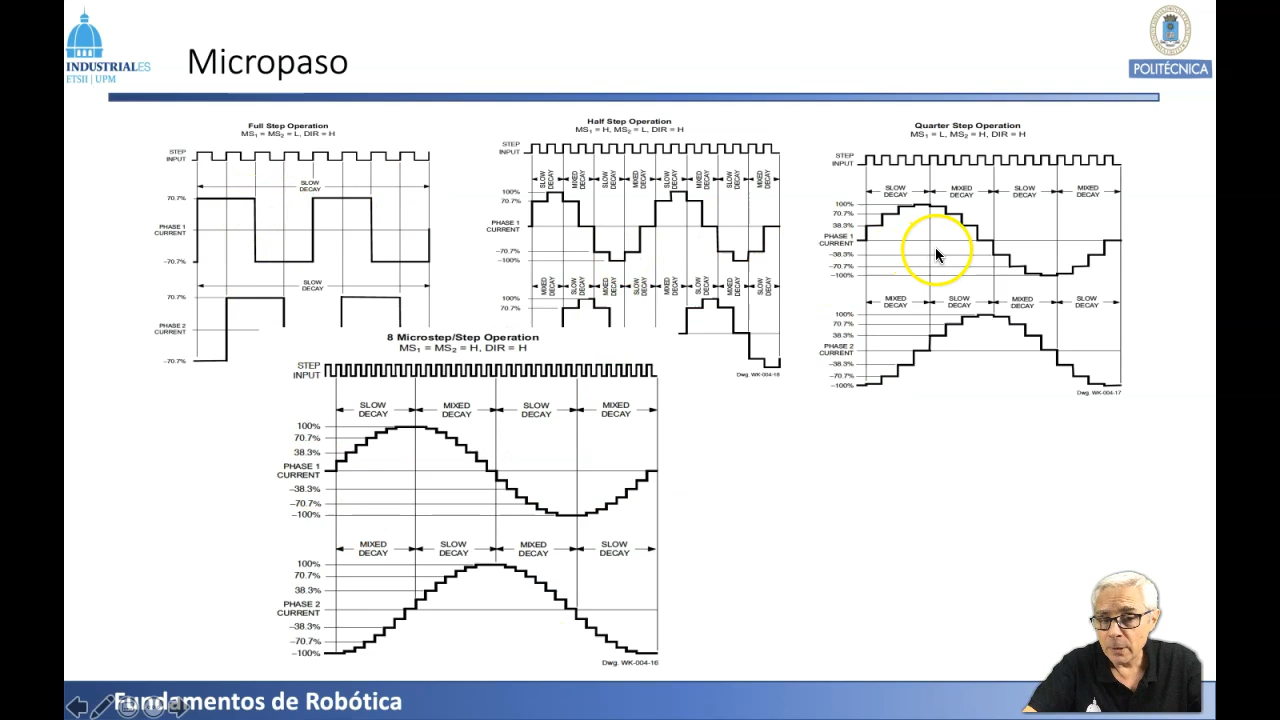 INDUSTRIALES
ETSII | UPM
Micropaso
POLITÉCNICA
Full Step Operation
MS1 = MS2 = L, DIR = H
STEP
INPUT
SLOW
DECAY
70.7%
PHASE 1
CURRENT
–70.7%
SLOW
DECAY
70.7%
PHASE 2
CURRENT
–70.7%
Half Step Operation
MS1 = H, MS2 = L, DIR = H
STEP
INPUT
SLOW DECAY
MIXED DECAY
SLOW DECAY
MIXED DECAY
SLOW DECAY
MIXED DECAY
SLOW DECAY
MIXED DECAY
100%
70.7%
PHASE 1
CURRENT
–70.7%
–100%
MIXED DECAY
SLOW DECAY
MIXED DECAY
SLOW DECAY
MIXED DECAY
SLOW DECAY
MIXED DECAY
SLOW DECAY
100%
70.7%
Dwg. WK-004-18
Quarter Step Operation
MS1 = L, MS2 = H, DIR = H
STEP
INPUT
SLOW DECAY
MIXED DECAY
SLOW DECAY
MIXED DECAY
100%
70.7%
38.3%
PHASE 1
CURRENT
–38.3%
–70.7%
–100%
MIXED DECAY
SLOW DECAY
MIXED DECAY
SLOW DECAY
100%
70.7%
38.3%
PHASE 2
CURRENT
–38.3%
–70.7%
–100%
Dwg. WK-004-17
8 Microstep/Step Operation
MS1 = MS2 = H, DIR = H
STEP
INPUT
SLOW DECAY
MIXED DECAY
SLOW DECAY
MIXED DECAY
100%
70.7%
38.3%
PHASE 1
CURRENT
–38.3%
–70.7%
–100%
MIXED DECAY
SLOW DECAY
MIXED DECAY
SLOW DECAY
100%
70.7%
38.3%
PHASE 2
CURRENT
–38.3%
–70.7%
–100%
Dwg. WK-004-16
Fundamentos de Robótica